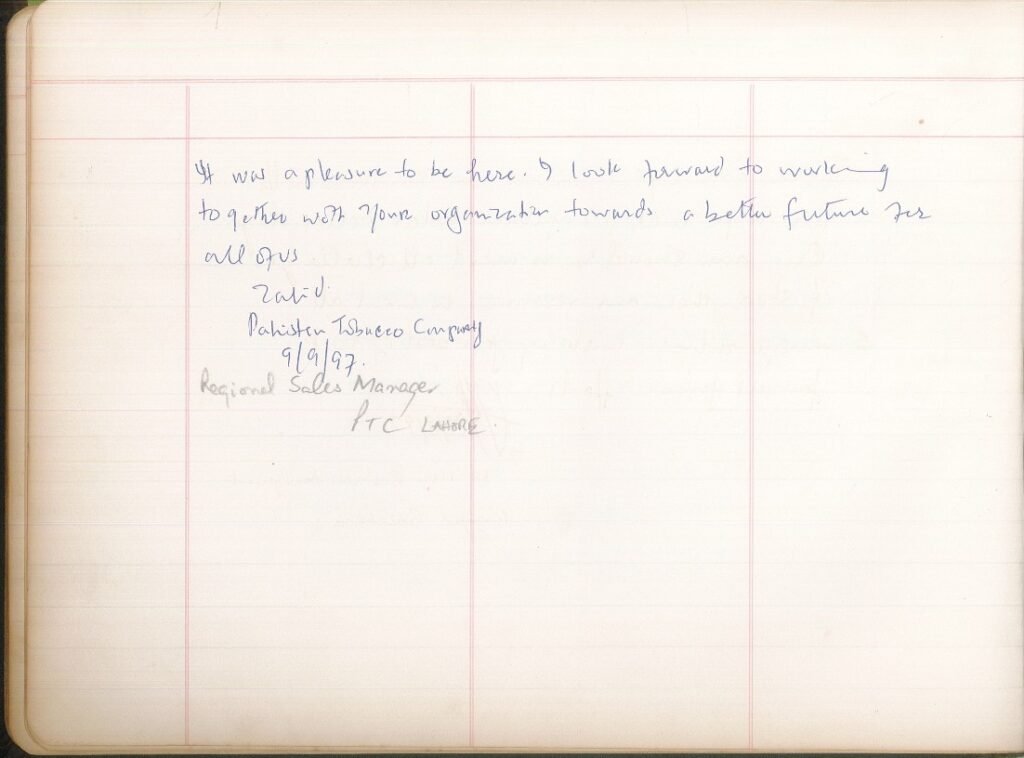 It was a pleasure to be here. I look forward to working
together with your organization towards a better future for
all of us
Zahid
Pakistan Tobacco Company
9/9/97.
Regional Sales Manager
PTC LAHORE.